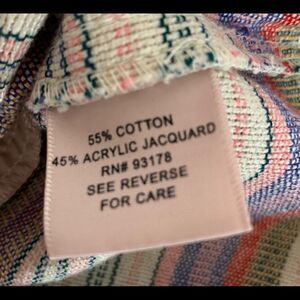 55% COTTON
45% ACRYLIC JACQUARD
RN# 93178
SEE REVERSE
FOR CARE